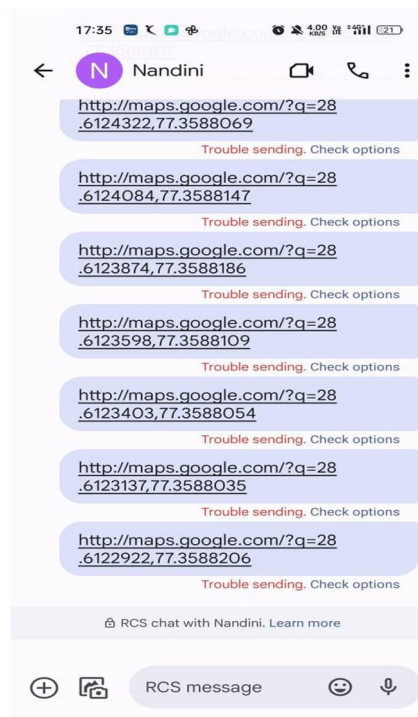 17:35 4.00 KB/S Vo LTE 4G 21
Nandini
http://maps.google.com/?q=28
.6124322,77.3588069
Trouble sending. Check options
http://maps.google.com/?q=28
.6124084,77.3588147
Trouble sending. Check options
http://maps.google.com/?q=28
.6123874,77.3588186
Trouble sending. Check options
http://maps.google.com/?q=28
.6123598,77.3588109
Trouble sending. Check options
http://maps.google.com/?q=28
.6123403,77.3588054
Trouble sending. Check options
http://maps.google.com/?q=28
.6123137,77.3588035
Trouble sending. Check options
http://maps.google.com/?q=28
.6122922,77.3588206
Trouble sending. Check options
RCS chat with Nandini. Learn more
RCS message